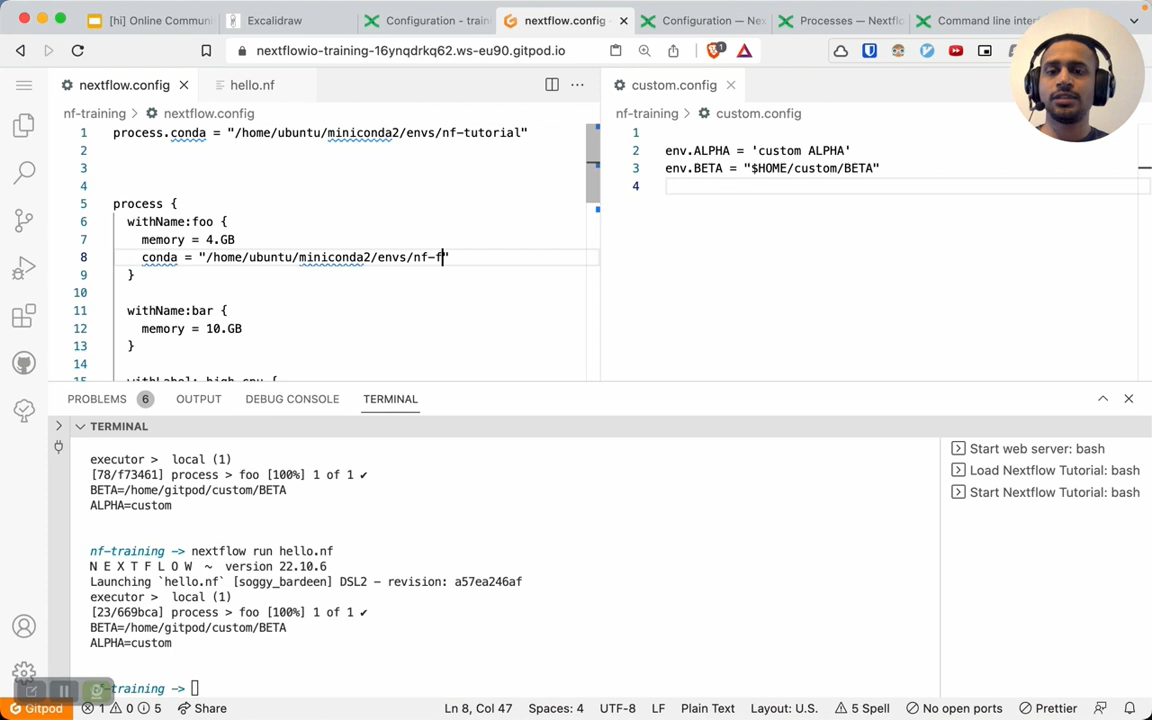 [hi] Online Communi
Excalidraw
Configuration - traini
nextflow.config -
Configuration — Nex
Processes — Nextflo
Command line inter
nextflowio-training-16ynqdrkq62.ws-eu90.gitpod.io
1
nextflow.config
hello.nf
custom.config
nf-training > nextflow.config
nf-training > custom.config
1 process.conda = "/home/ubuntu/miniconda2/envs/nf-tutorial"
2
3
4
5 process {
6 withName:foo {
7 memory = 4.GB
8 conda = "/home/ubuntu/miniconda2/envs/nf-f"
9 }
10
11 withName:bar {
12 memory = 10.GB
13 }
14
15 withLabel: high_cpu {
1
2 env.ALPHA = 'custom ALPHA'
3 env.BETA = "$HOME/custom/BETA"
4
PROBLEMS 6 OUTPUT DEBUG CONSOLE TERMINAL
TERMINAL
executor > local (1)
[78/f73461] process > foo [100%] 1 of 1 ✔
BETA=/home/gitpod/custom/BETA
ALPHA=custom
nf-training -> nextflow run hello.nf
N E X T F L O W ~ version 22.10.6
Launching `hello.nf` [soggy_bardeen] DSL2 - revision: a57ea246af
executor > local (1)
[23/669bca] process > foo [100%] 1 of 1 ✔
BETA=/home/gitpod/custom/BETA
ALPHA=custom
-training ->
Start web server: bash
Load Nextflow Tutorial: bash
Start Nextflow Tutorial: bash
Gitpod 1 0 5 Share Ln 8, Col 47 Spaces: 4 UTF-8 LF Plain Text Layout: U.S. 5 Spell No open ports Prettier